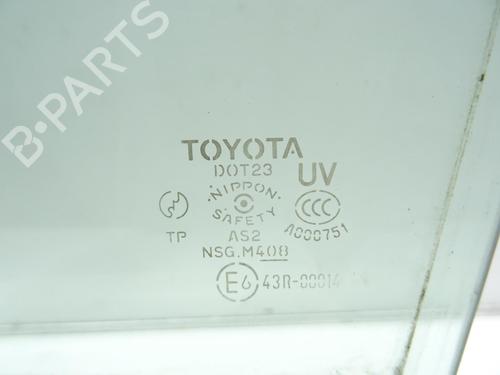 B-PARTS
TOYOTA
DOT23
UV
·NIPPON·
SAFETY
CCC
A000751
TP
AS2
NSG.M408
E6 43R-00014